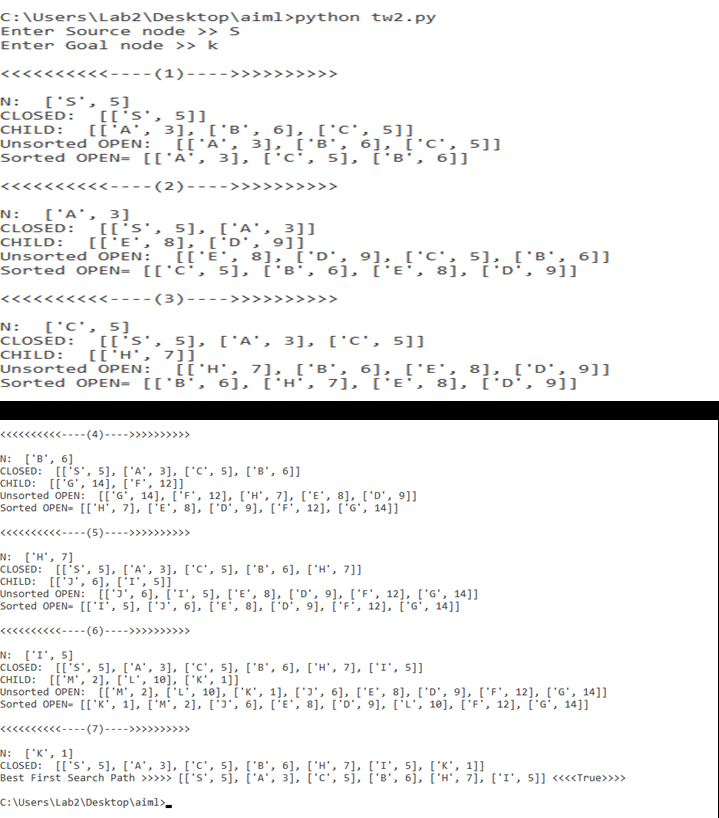 C:\Users\Lab2\Desktop\aiml>python tw2.py
Enter Source node >> S
Enter Goal node >> k
<<<<<<<<<<----(1)---->>>>>>>>>>
N:  ['S', 5]
CLOSED:  [['S', 5]]
CHILD:  [['A', 3], ['B', 6], ['C', 5]]
Unsorted OPEN:  [['A', 3], ['B', 6], ['C', 5]]
Sorted OPEN= [['A', 3], ['C', 5], ['B', 6]]
<<<<<<<<<<----(2)---->>>>>>>>>>
N:  ['A', 3]
CLOSED:  [['S', 5], ['A', 3]]
CHILD:  [['E', 8], ['D', 9]]
Unsorted OPEN:  [['E', 8], ['D', 9], ['C', 5], ['B', 6]]
Sorted OPEN= [['C', 5], ['B', 6], ['E', 8], ['D', 9]]
<<<<<<<<<<----(3)---->>>>>>>>>>
N:  ['C', 5]
CLOSED:  [['S', 5], ['A', 3], ['C', 5]]
CHILD:  [['H', 7]]
Unsorted OPEN:  [['H', 7], ['B', 6], ['E', 8], ['D', 9]]
Sorted OPEN= [['B', 6], ['H', 7], ['E', 8], ['D', 9]]
<<<<<<<<<<----(4)---->>>>>>>>>>
N:  ['B', 6]
CLOSED:  [['S', 5], ['A', 3], ['C', 5], ['B', 6]]
CHILD:  [['G', 14], ['F', 12]]
Unsorted OPEN:  [['G', 14], ['F', 12], ['H', 7], ['E', 8], ['D', 9]]
Sorted OPEN= [['H', 7], ['E', 8], ['D', 9], ['F', 12], ['G', 14]]
<<<<<<<<<<----(5)---->>>>>>>>>>
N:  ['H', 7]
CLOSED:  [['S', 5], ['A', 3], ['C', 5], ['B', 6], ['H', 7]]
CHILD:  [['J', 6], ['I', 5]]
Unsorted OPEN:  [['J', 6], ['I', 5], ['E', 8], ['D', 9], ['F', 12], ['G', 14]]
Sorted OPEN= [['I', 5], ['J', 6], ['E', 8], ['D', 9], ['F', 12], ['G', 14]]
<<<<<<<<<<----(6)---->>>>>>>>>>
N:  ['I', 5]
CLOSED:  [['S', 5], ['A', 3], ['C', 5], ['B', 6], ['H', 7], ['I', 5]]
CHILD:  [['M', 2], ['L', 10], ['K', 1]]
Unsorted OPEN:  [['M', 2], ['L', 10], ['K', 1], ['J', 6], ['E', 8], ['D', 9], ['F', 12], ['G', 14]]
Sorted OPEN= [['K', 1], ['M', 2], ['J', 6], ['E', 8], ['D', 9], ['L', 10], ['F', 12], ['G', 14]]
<<<<<<<<<<----(7)---->>>>>>>>>>
N:  ['K', 1]
CLOSED:  [['S', 5], ['A', 3], ['C', 5], ['B', 6], ['H', 7], ['I', 5], ['K', 1]]
Best First Search Path >>>>> [['S', 5], ['A', 3], ['C', 5], ['B', 6], ['H', 7], ['I', 5]] <<<<True>>>>
C:\Users\Lab2\Desktop\aiml>_